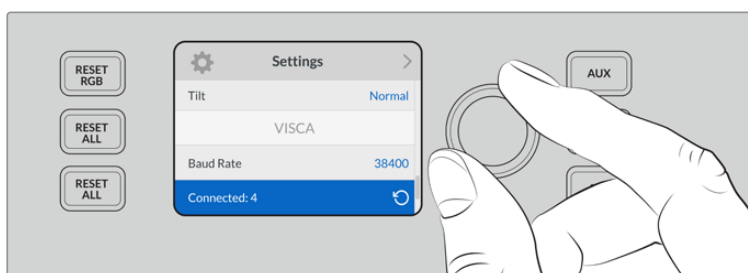 RESET
RGB
RESET
ALL
RESET
ALL
Settings
Tilt Normal
VISCA
Baud Rate 38400
Connected: 4
AUX